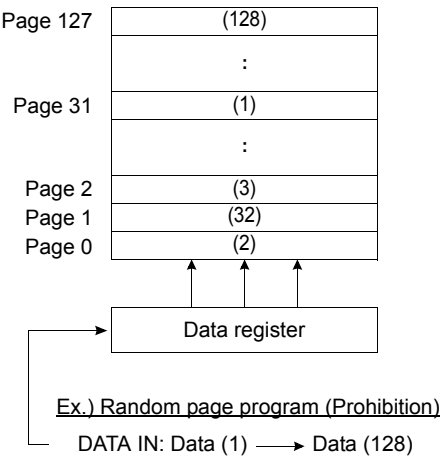 Page 127 (128)
:
Page 31 (1)
:
Page 2 (3)
Page 1 (32)
Page 0 (2)
Data register
Ex.) Random page program (Prohibition)
DATA IN: Data (1) → Data (128)